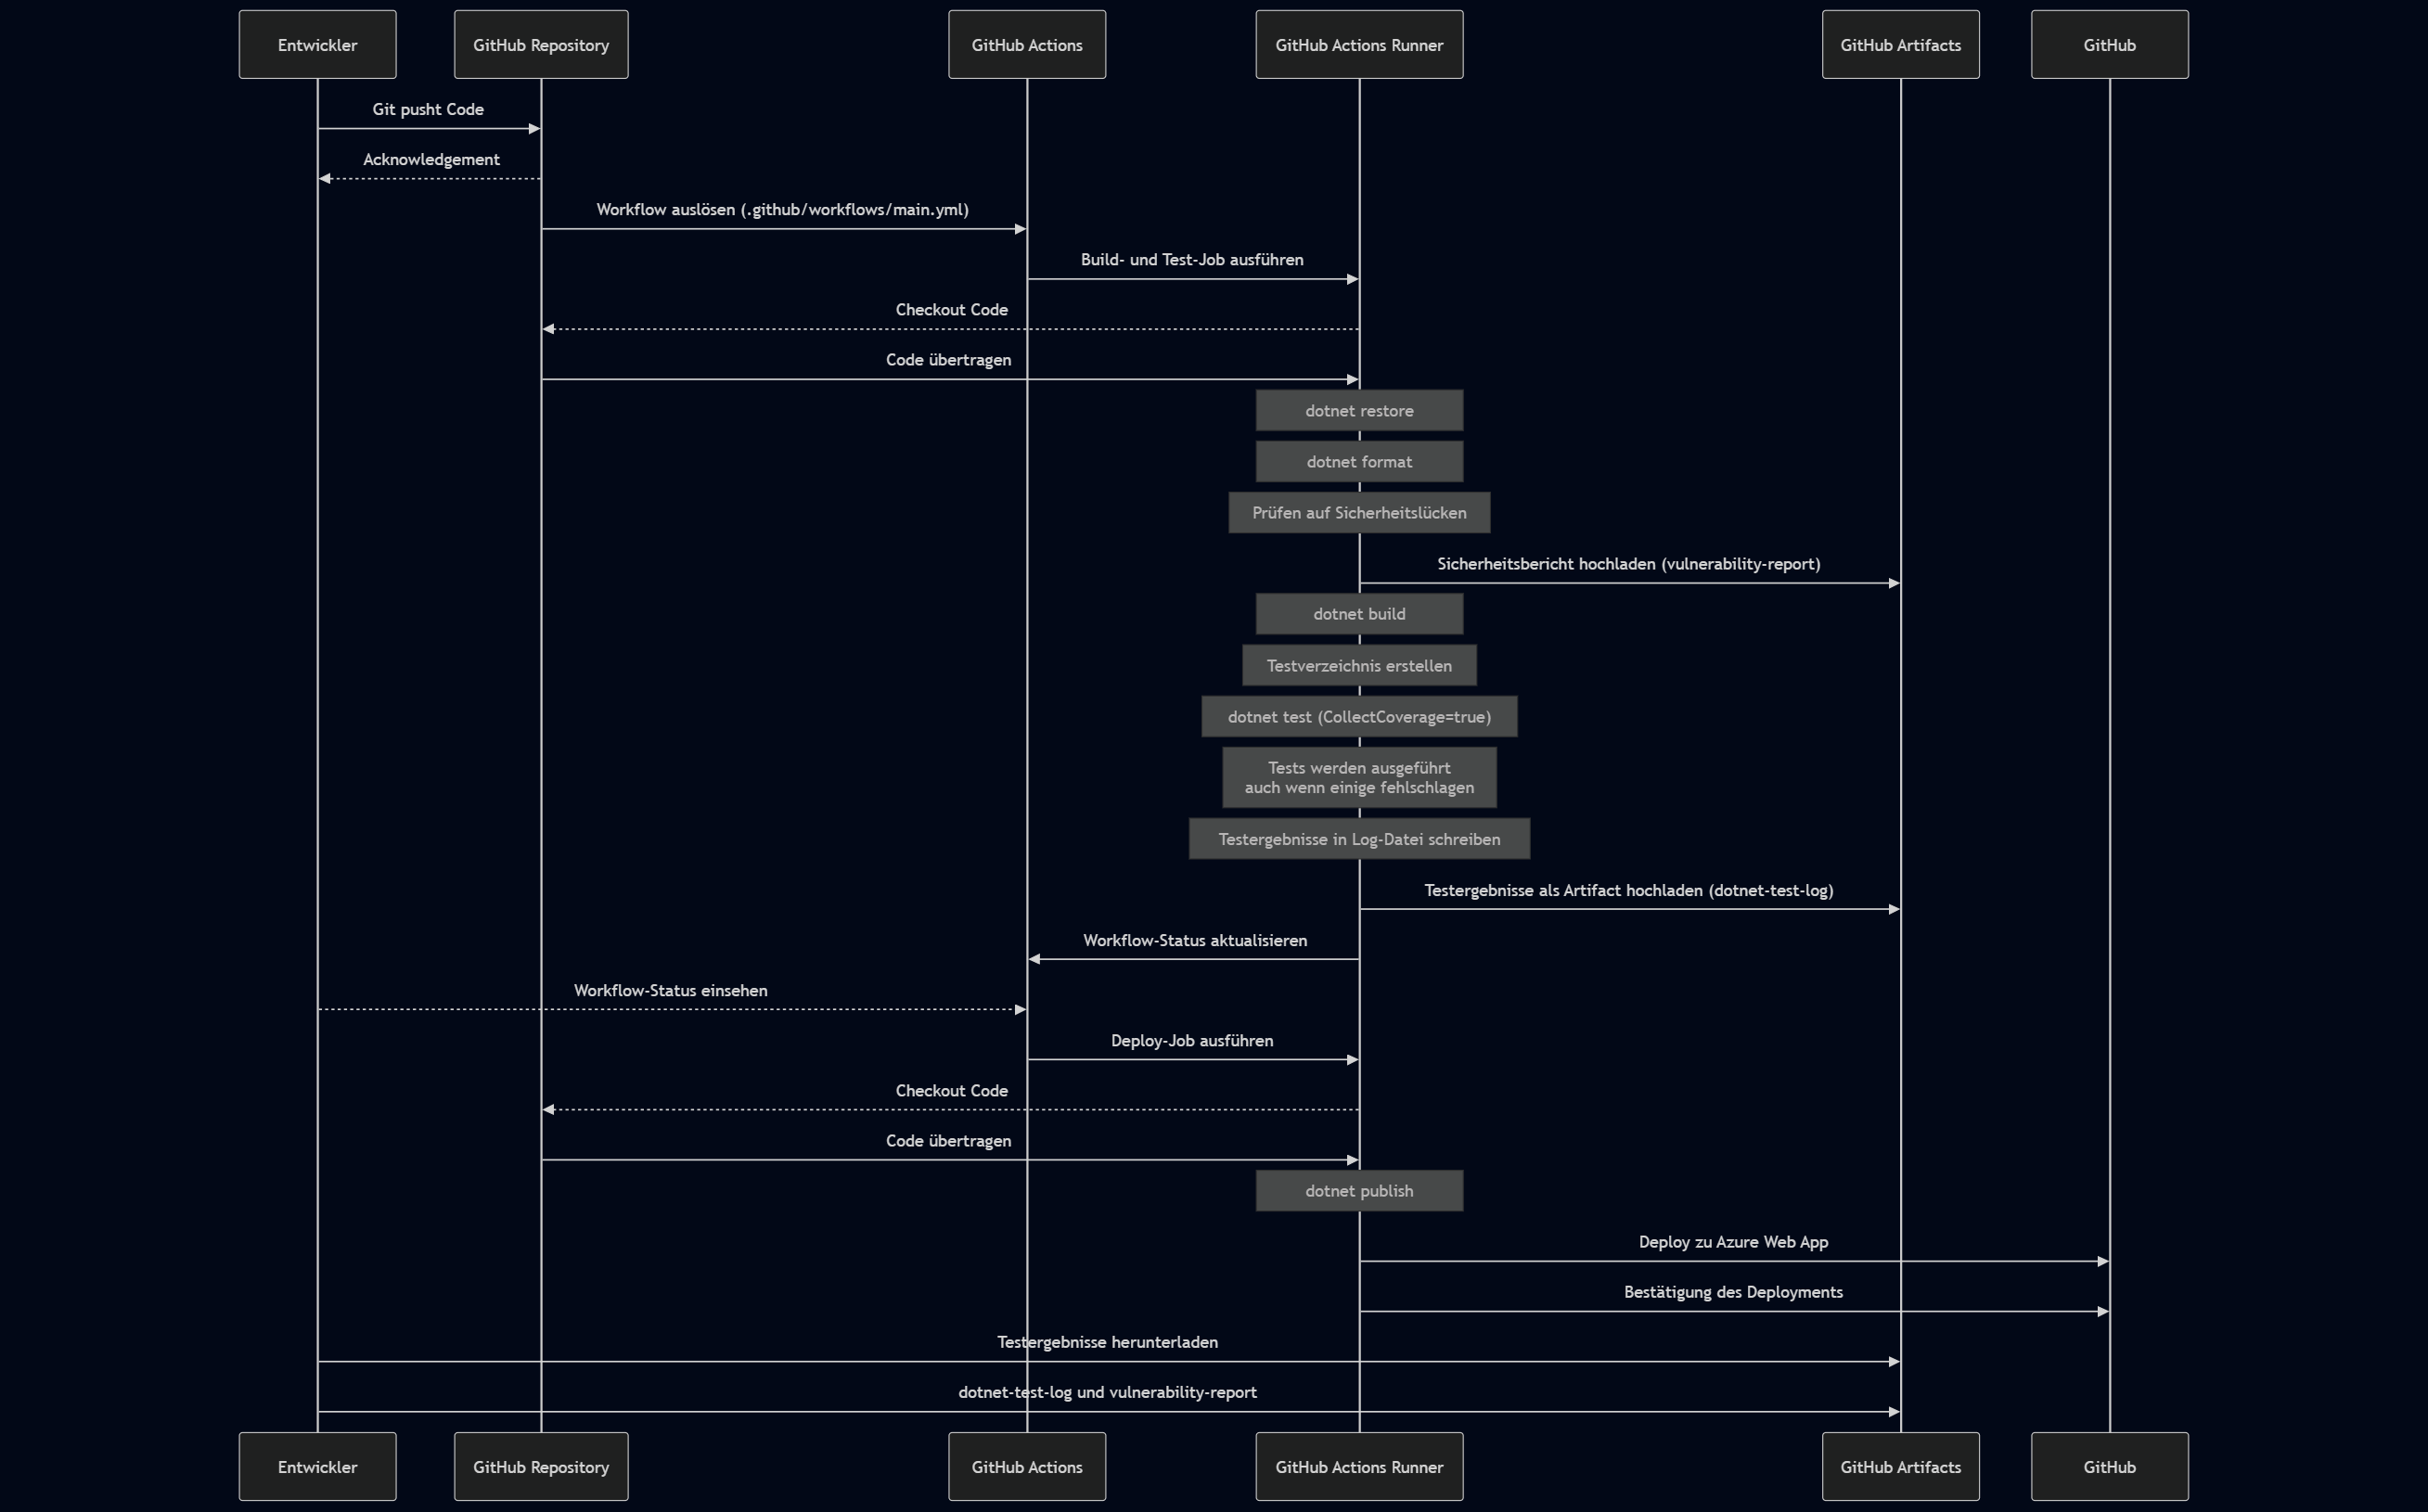 Entwickler
GitHub Repository
GitHub Actions
GitHub Actions Runner
GitHub Artifacts
GitHub
Git pusht Code
Acknowledgement
Workflow auslösen (.github/workflows/main.yml)
Build- und Test-Job ausführen
Checkout Code
Code übertragen
dotnet restore
dotnet format
Prüfen auf Sicherheitslücken
Sicherheitsbericht hochladen (vulnerability-report)
dotnet build
Testverzeichnis erstellen
dotnet test (CollectCoverage=true)
Tests werden ausgeführt
auch wenn einige fehlschlagen
Testergebnisse in Log-Datei schreiben
Testergebnisse als Artifact hochladen (dotnet-test-log)
Workflow-Status aktualisieren
Workflow-Status einsehen
Deploy-Job ausführen
Checkout Code
Code übertragen
dotnet publish
Deploy zu Azure Web App
Bestätigung des Deployments
Testergebnisse herunterladen
dotnet-test-log und vulnerability-report
Entwickler
GitHub Repository
GitHub Actions
GitHub Actions Runner
GitHub Artifacts
GitHub